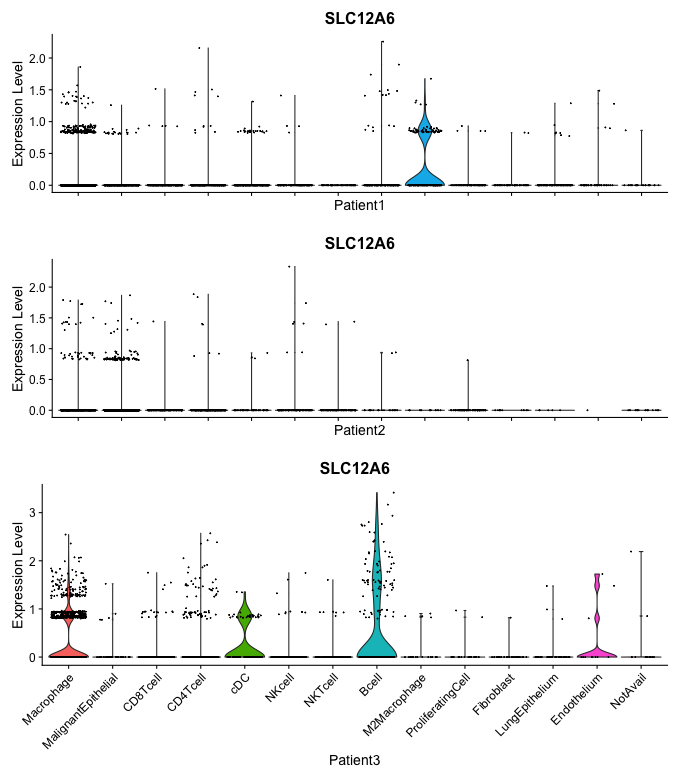 SLC12A6
Expression Level
2.0
1.5
1.0
0.5
0.0
Patient1
SLC12A6
Expression Level
2.0
1.5
1.0
0.5
0.0
Patient2
SLC12A6
Expression Level
3
2
1
0
Macrophage
MalignantEpithelial
CD8Tcell
CD4Tcell
cDC
NKcell
NKTcell
Bcell
M2Macrophage
ProliferatingCell
Fibroblast
LungEpithelium
Endothelium
NotAvail
Patient3